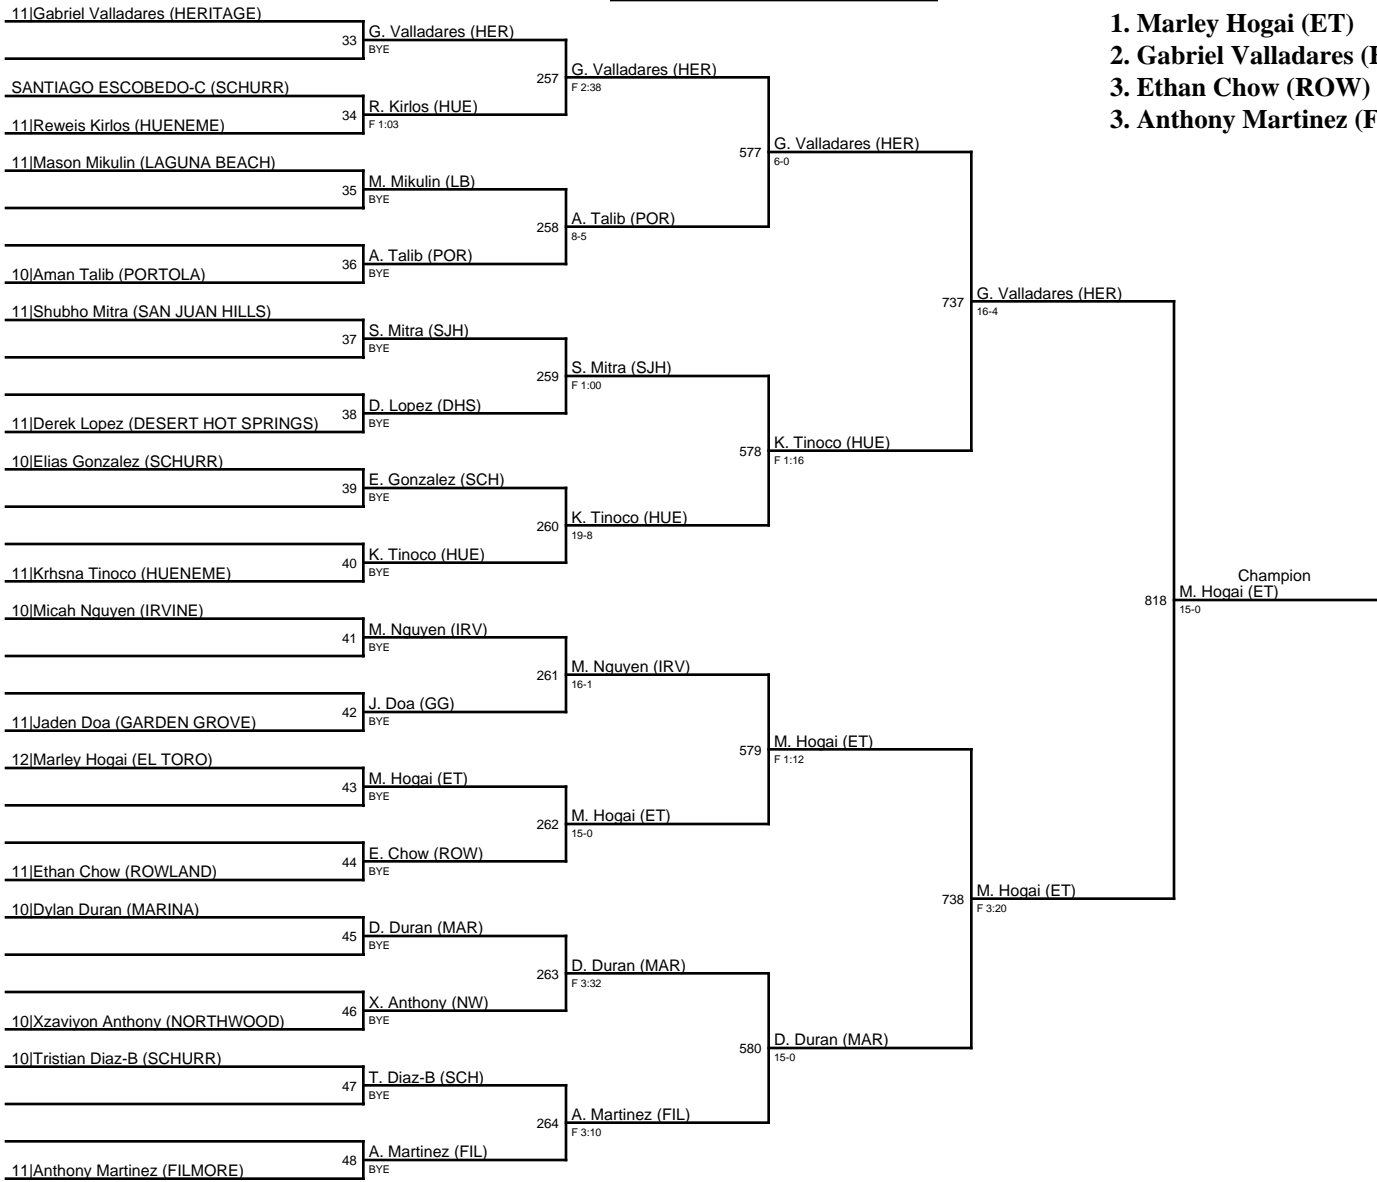 11|Gabriel Valladares (HERITAGE)
33 G. Valladares (HER)
BYE
SANTIAGO ESCOBEDO-C (SCHURR)
34 R. Kirlos (HUE)
F 1:03
11|Reweis Kirlos (HUENEME)
11|Mason Mikulin (LAGUNA BEACH)
35 M. Mikulin (LB)
BYE
36 A. Talib (POR)
BYE
10|Aman Talib (PORTOLA)
11|Shubho Mitra (SAN JUAN HILLS)
37 S. Mitra (SJH)
BYE
38 D. Lopez (DHS)
BYE
11|Derek Lopez (DESERT HOT SPRINGS)
10|Elias Gonzalez (SCHURR)
39 E. Gonzalez (SCH)
BYE
40 K. Tinoco (HUE)
BYE
11|Krhsna Tinoco (HUENEME)
10|Micah Nguyen (IRVINE)
41 M. Nguyen (IRV)
BYE
42 J. Doa (GG)
BYE
11|Jaden Doa (GARDEN GROVE)
12|Marley Hogai (EL TORO)
43 M. Hogai (ET)
BYE
44 E. Chow (ROW)
BYE
11|Ethan Chow (ROWLAND)
10|Dylan Duran (MARINA)
45 D. Duran (MAR)
BYE
46 X. Anthony (NW)
BYE
10|Xzaviyon Anthony (NORTHWOOD)
10|Tristian Diaz-B (SCHURR)
47 T. Diaz-B (SCH)
BYE
48 A. Martinez (FIL)
BYE
11|Anthony Martinez (FILMORE)
257 G. Valladares (HER)
F 2:38
258 A. Talib (POR)
8-5
259 S. Mitra (SJH)
F 1:00
260 K. Tinoco (HUE)
19-8
261 M. Nguyen (IRV)
16-1
262 M. Hogai (ET)
15-0
263 D. Duran (MAR)
F 3:32
264 A. Martinez (FIL)
F 3:10
577 G. Valladares (HER)
6-0
578 K. Tinoco (HUE)
F 1:16
579 M. Hogai (ET)
F 1:12
580 D. Duran (MAR)
15-0
737 G. Valladares (HER)
16-4
738 M. Hogai (ET)
F 3:20
Champion
818 M. Hogai (ET)
15-0
1. Marley Hogai (ET)
2. Gabriel Valladares (
3. Ethan Chow (ROW)
3. Anthony Martinez (F